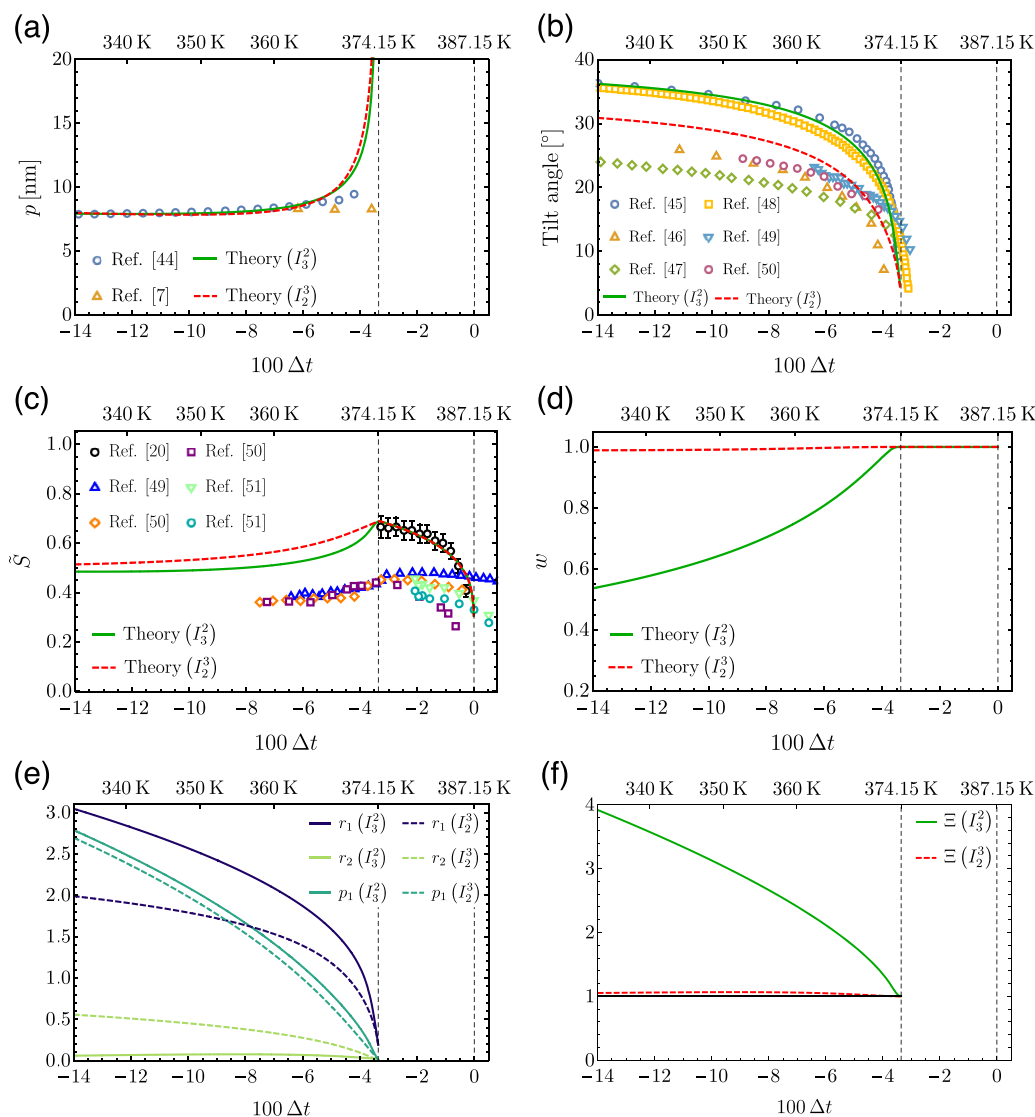 (a)
340 K 350 K 360 K 374.15 K 387.15 K
20
15
10
5
0
p [nm]
Ref. [44] Theory (I_3^2)
Ref. [7] Theory (I_2^3)
−14 −12 −10 −8 −6 −4 −2 0
100 Δt
(b)
340 K 350 K 360 K 374.15 K 387.15 K
40
30
20
10
0
Tilt angle [°]
Ref. [45] Ref. [48]
Ref. [46] Ref. [49]
Ref. [47] Ref. [50]
Theory (I_3^2) Theory (I_2^3)
−14 −12 −10 −8 −6 −4 −2 0
100 Δt
(c)
340 K 350 K 360 K 374.15 K 387.15 K
1.0
0.8
0.6
0.4
0.2
0.0
S̃
Ref. [20] Ref. [50]
Ref. [49] Ref. [51]
Ref. [50] Ref. [51]
Theory (I_3^2)
Theory (I_2^3)
−14 −12 −10 −8 −6 −4 −2 0
100 Δt
(d)
340 K 350 K 360 K 374.15 K 387.15 K
1.0
0.8
0.6
0.4
0.2
w
Theory (I_3^2)
Theory (I_2^3)
−14 −12 −10 −8 −6 −4 −2 0
100 Δt
(e)
340 K 350 K 360 K 374.15 K 387.15 K
3.0
2.5
2.0
1.5
1.0
0.5
0.0
r_1 (I_3^2) r_1 (I_2^3)
r_2 (I_3^2) r_2 (I_2^3)
p_1 (I_3^2) p_1 (I_2^3)
−14 −12 −10 −8 −6 −4 −2 0
100 Δt
(f)
340 K 350 K 360 K 374.15 K 387.15 K
4
3
2
1
0
Ξ (I_3^2)
Ξ (I_2^3)
−14 −12 −10 −8 −6 −4 −2 0
100 Δt